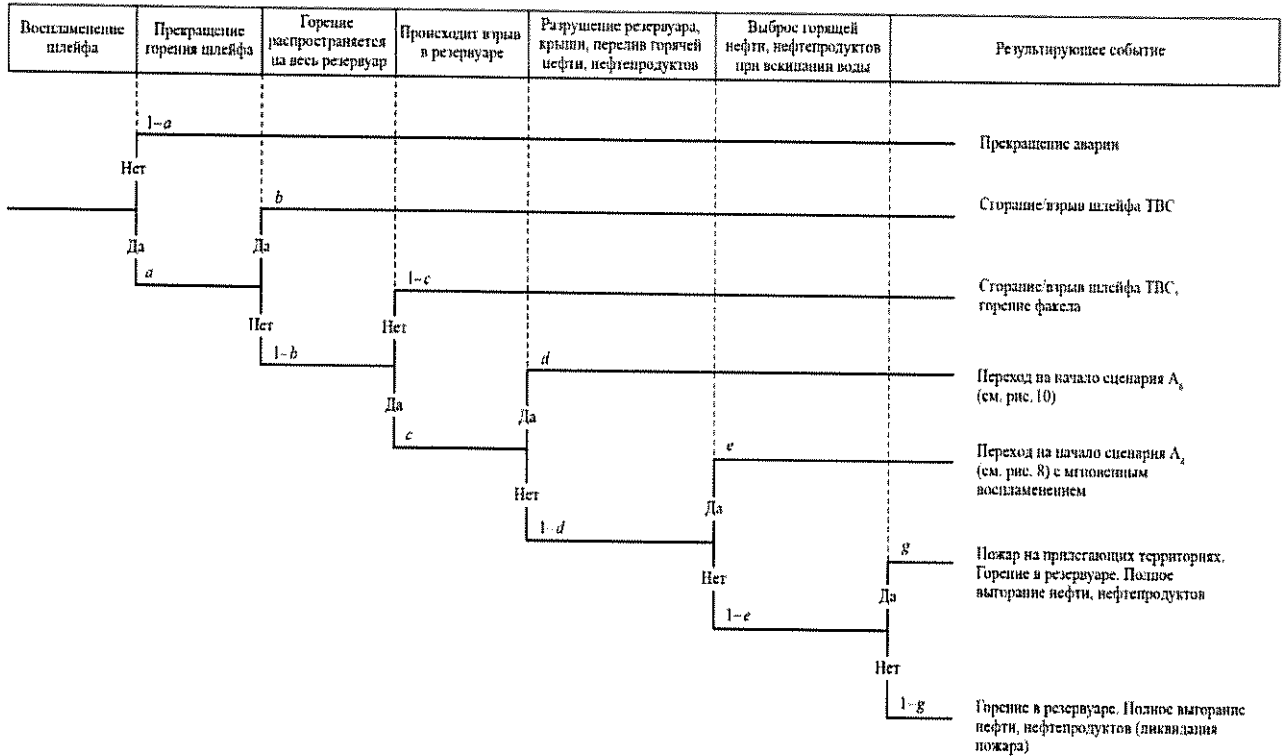 Воспламенение
шлейфа
Прекращение
горения шлейфа
Горение
распространяется
на весь резервуар
Происходит взрыв
в резервуаре
Разрушение резервуара,
крыши, перелив горячей
нефти, нефтепродуктов
Выброс горящей
нефти, нефтепродуктов
при вскипании воды
Результирующее событие
1–a
Прекращение аварии
Нет
b
Сгорание/взрыв шлейфа ТВС
Да
Да
a
1–c
Сгорание/взрыв шлейфа ТВС,
горение факела
Нет
Нет
1–b
d
Переход на начало сценария А
(см. рис. 10)
Да
Да
c
e
Переход на начало сценария А
(см. рис. 8) с мгновенным
воспламенением
Нет
Да
1–d
g
Пожар на прилегающих территориях.
Горение в резервуаре. Полное
выгорание нефти, нефтепродуктов
Нет
Да
1–e
Нет
1–g
Горение в резервуаре. Полное выгорание
нефти, нефтепродуктов (ликвидация
пожара)